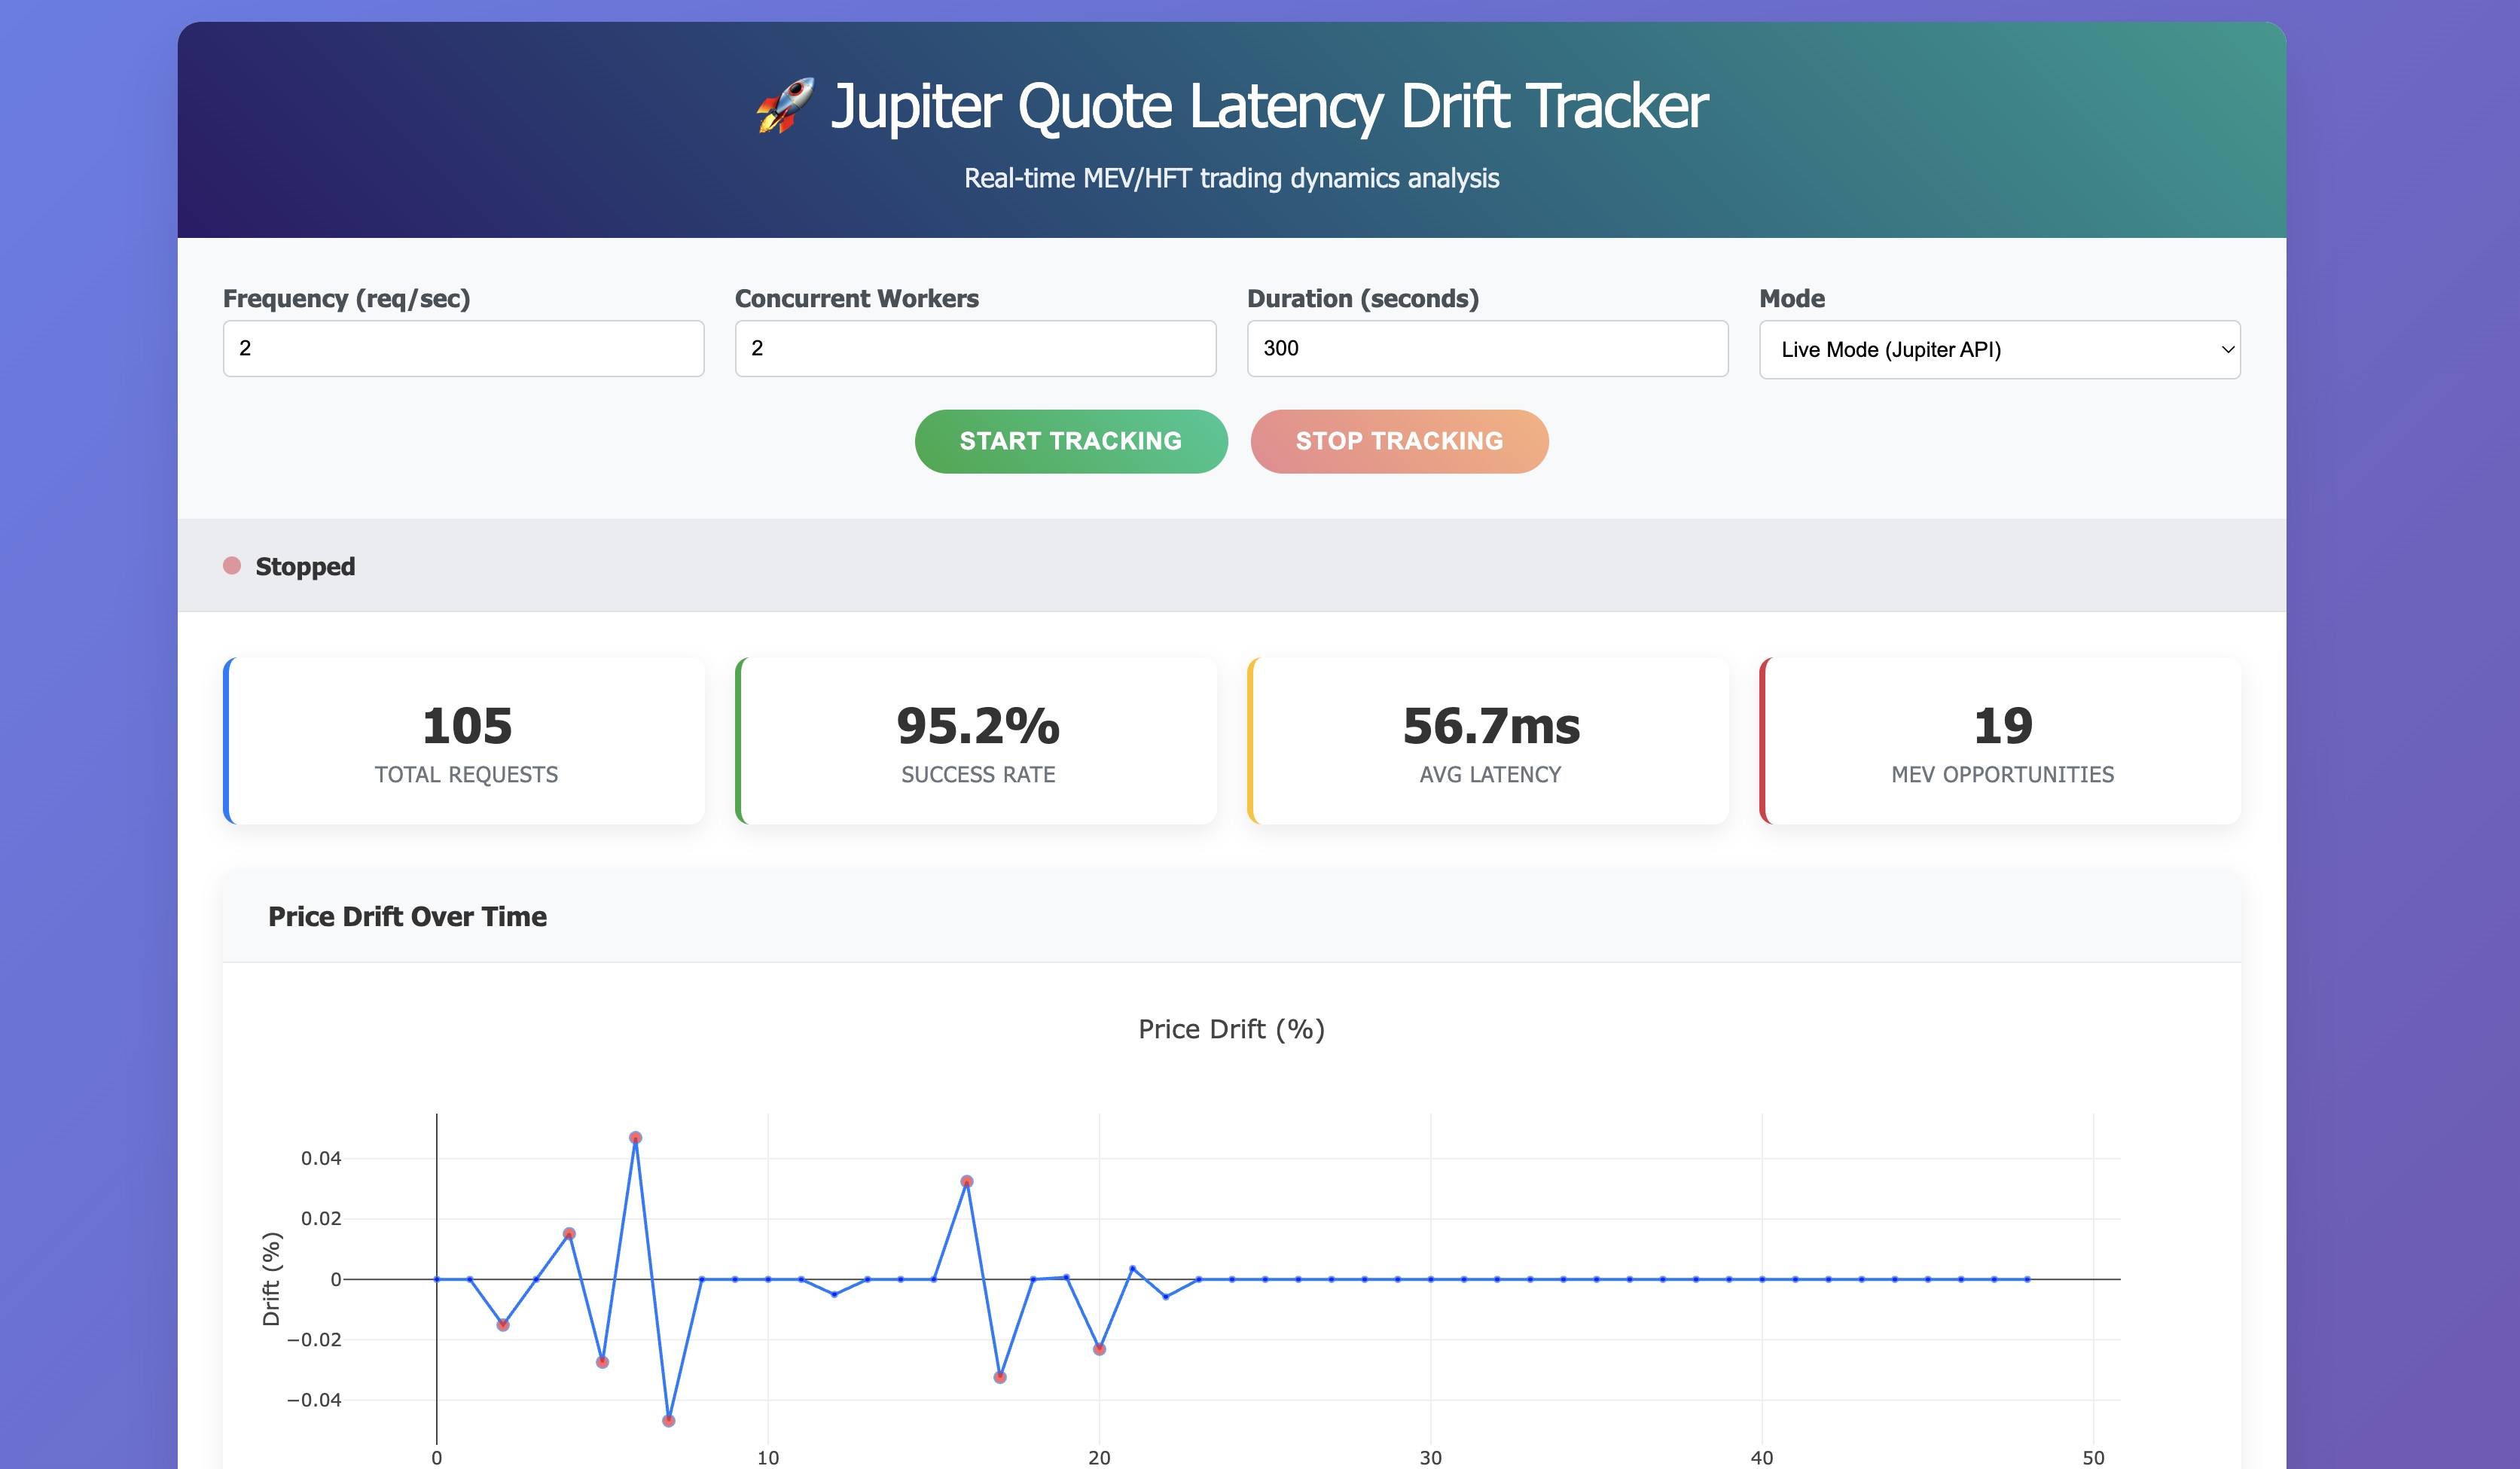 🚀 Jupiter Quote Latency Drift Tracker
Real-time MEV/HFT trading dynamics analysis
Frequency (req/sec)
2
Concurrent Workers
2
Duration (seconds)
300
Mode
Live Mode (Jupiter API)
START TRACKING
STOP TRACKING
Stopped
105
TOTAL REQUESTS
95.2%
SUCCESS RATE
56.7ms
AVG LATENCY
19
MEV OPPORTUNITIES
Price Drift Over Time
Price Drift (%)
Drift (%)
0.04
0.02
0
−0.02
−0.04
0
10
20
30
40
50